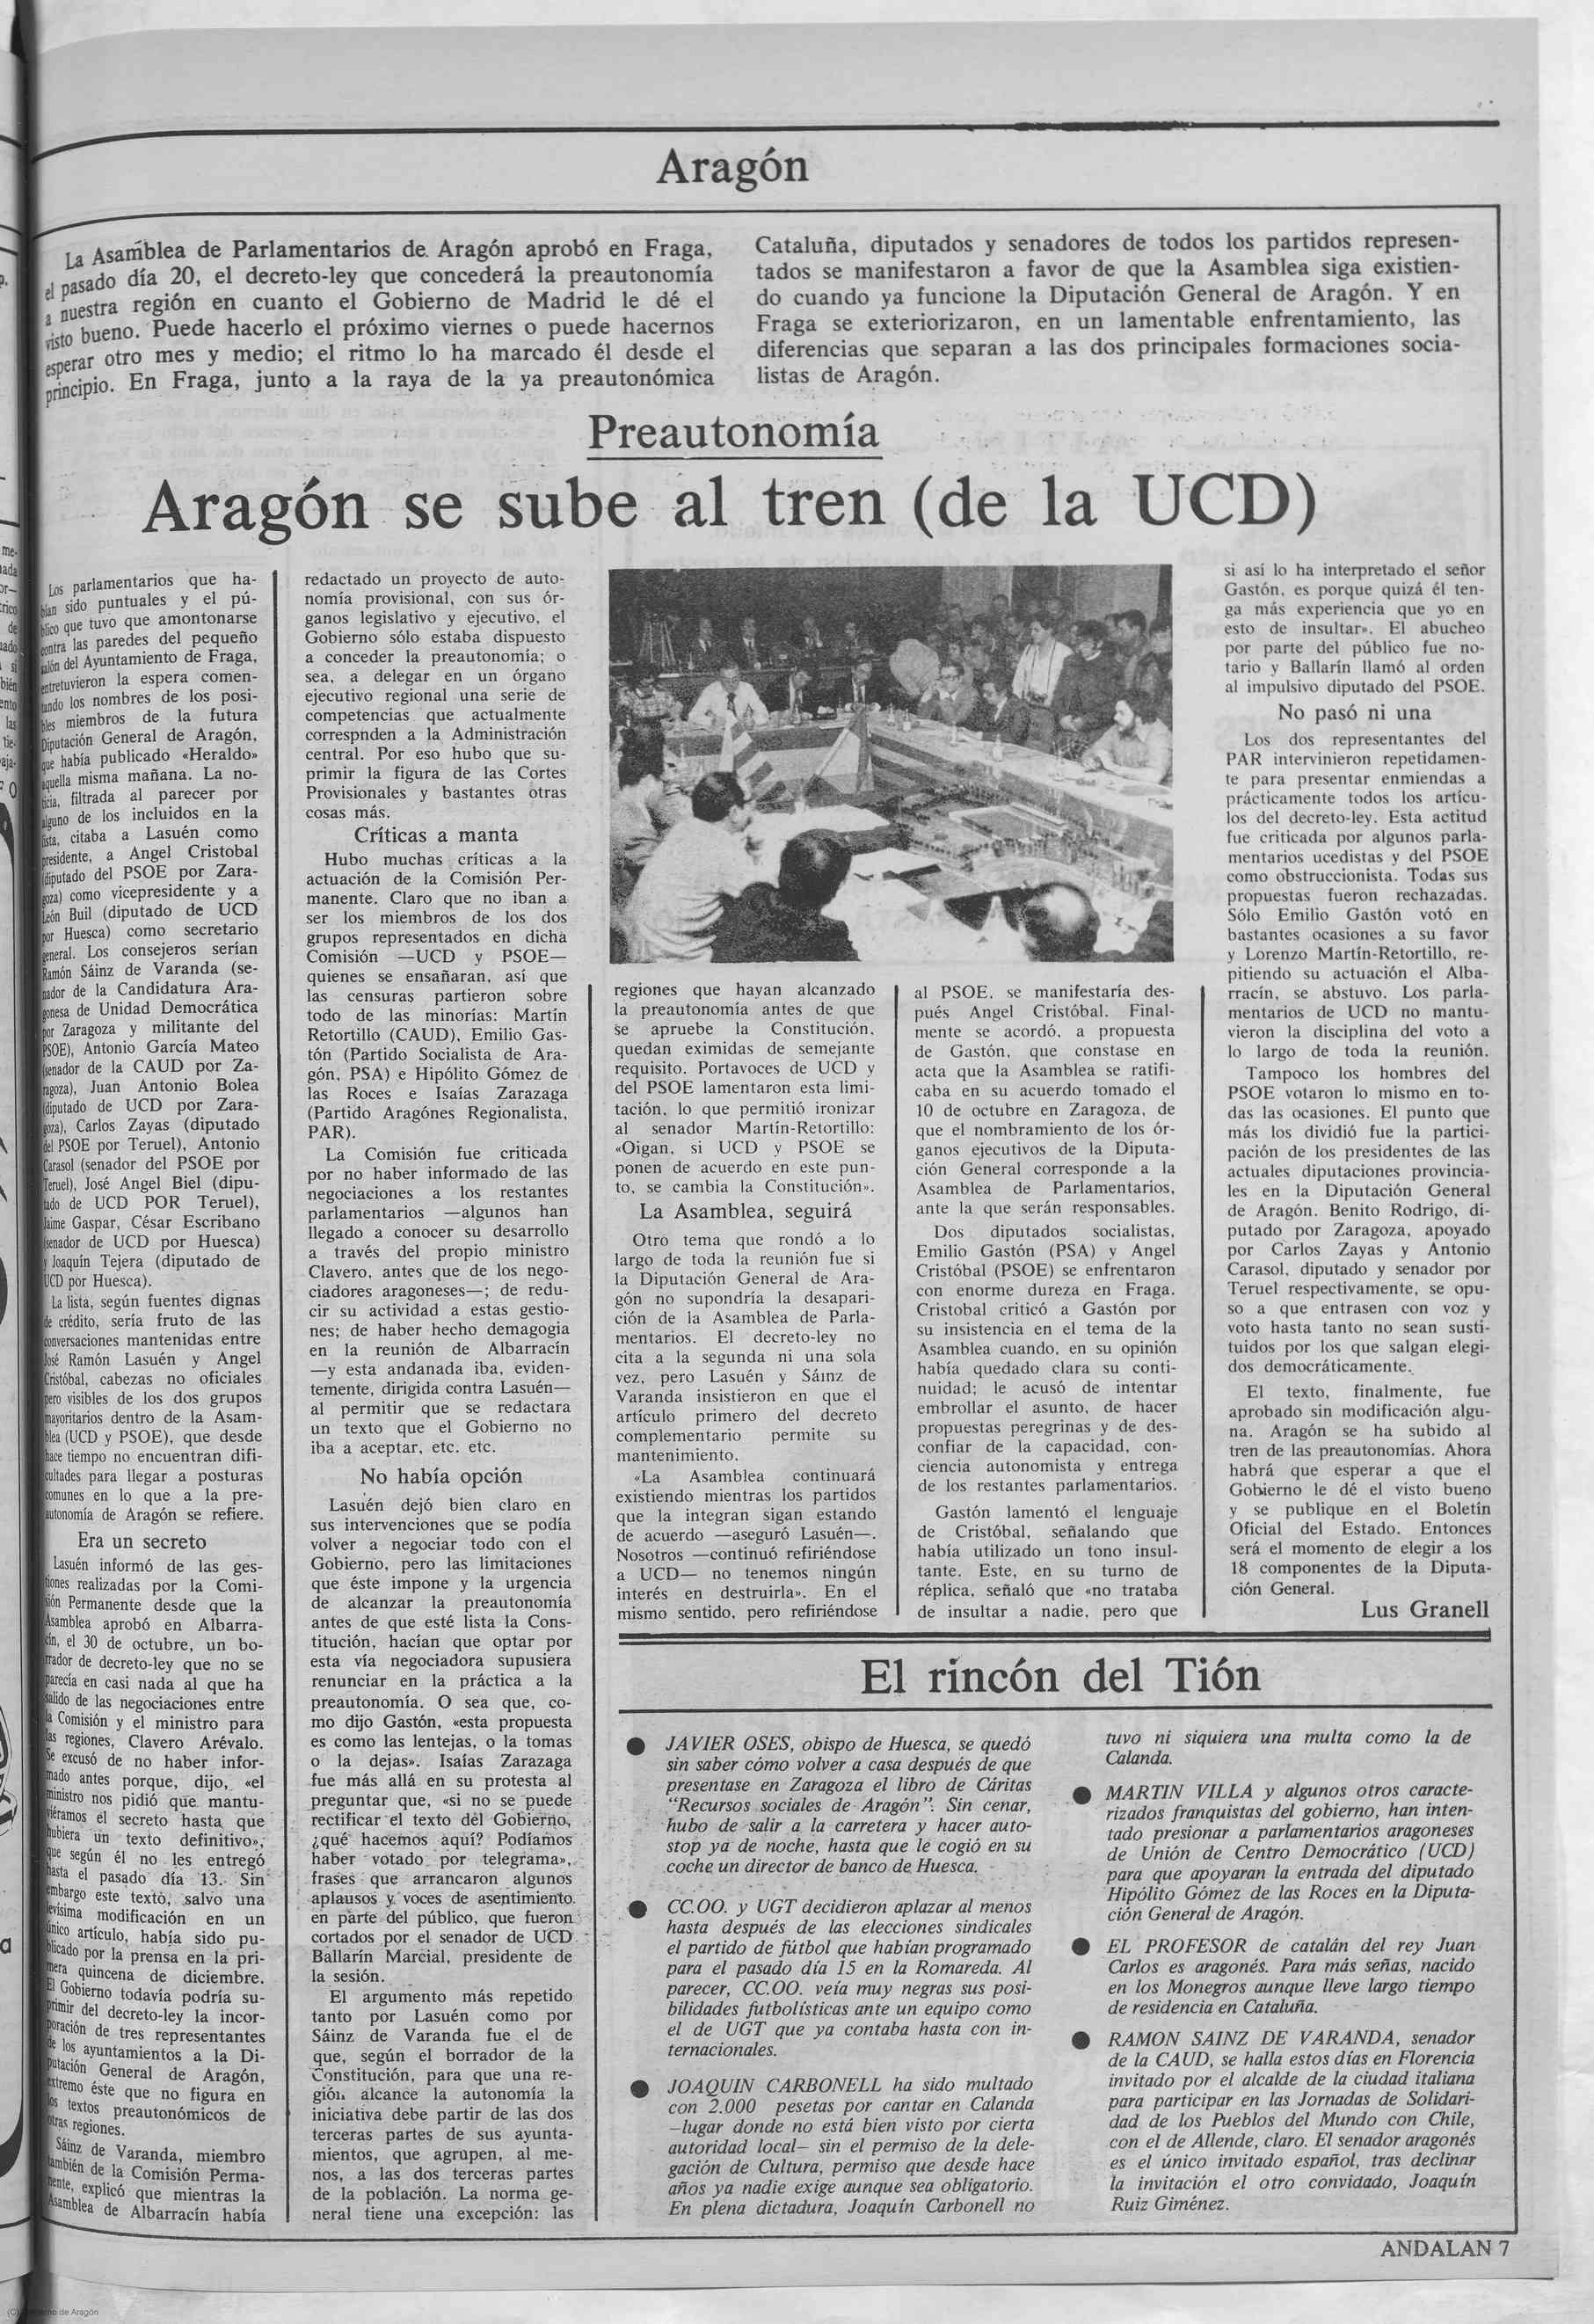 Aragón
La Asamblea de Parlamentarios de Aragón aprobó en Fraga,
el pasado día 20, el decreto-ley que concederá la preautonomía
a nuestra región en cuanto el Gobierno de Madrid le dé el
visto bueno. Puede hacerlo el próximo viernes o puede hacernos
esperar otro mes y medio; el ritmo lo ha marcado él desde el
principio. En Fraga, junto a la raya de la ya preautonómica
Cataluña, diputados y senadores de todos los partidos represen-
tados se manifestaron a favor de que la Asamblea siga existien-
do cuando ya funcione la Diputación General de Aragón. Y en
Fraga se exteriorizaron, en un lamentable enfrentamiento, las
diferencias que separan a las dos principales formaciones socia-
listas de Aragón.
Preautonomía
Aragón se sube al tren (de la UCD)
Los parlamentarios que ha-
bían sido puntuales y el pú-
blico que tuvo que amontonarse
contra las paredes del pequeño
salón del Ayuntamiento de Fraga,
entretuvieron la espera comen-
tando los nombres de los posi-
bles miembros de la futura
Diputación General de Aragón,
que había publicado «Heraldo»
aquella misma mañana. La no-
ticia, filtrada al parecer por
alguno de los incluidos en la
lista, citaba a Lasuén como
presidente, a Angel Cristobal
(diputado del PSOE por Zara-
goza) como vicepresidente y a
León Buil (diputado de UCD
por Huesca) como secretario
general. Los consejeros serían
Ramón Sáinz de Varanda (se-
nador de la Candidatura Ara-
gonesa de Unidad Democrática
por Zaragoza y militante del
PSOE), Antonio García Mateo
(senador de la CAUD por Za-
ragoza), Juan Antonio Bolea
(diputado de UCD por Zara-
goza), Carlos Zayas (diputado
del PSOE por Teruel), Antonio
Carasol (senador del PSOE por
Teruel), José Angel Biel (dipu-
tado de UCD POR Teruel),
Jaime Gaspar, César Escribano
(senador de UCD por Huesca)
y Joaquín Tejera (diputado de
UCD por Huesca).
La lista, según fuentes dignas
de crédito, sería fruto de las
conversaciones mantenidas entre
José Ramón Lasuén y Angel
Cristóbal, cabezas no oficiales
pero visibles de los dos grupos
mayoritarios dentro de la Asam-
blea (UCD y PSOE), que desde
hace tiempo no encuentran difi-
cultades para llegar a posturas
comunes en lo que a la pre-
autonomía de Aragón se refiere.
Era un secreto
Lasuén informó de las ges-
tiones realizadas por la Comi-
sión Permanente desde que la
Asamblea aprobó en Albarra-
cín, el 30 de octubre, un bo-
rrador de decreto-ley que no se
parecía en casi nada al que ha
salido de las negociaciones entre
la Comisión y el ministro para
las regiones, Clavero Arévalo.
Se excusó de no haber infor-
mado antes porque, dijo, «el
ministro nos pidió que mantu-
viéramos el secreto hasta que
hubiera un texto definitivo»,
que según él no les entregó
hasta el pasado día 13. Sin
embargo este texto, salvo una
levísima modificación en un
único artículo, había sido pu-
blicado por la prensa en la pri-
mera quincena de diciembre.
El Gobierno todavía podría su-
primir del decreto-ley la incor-
poración de tres representantes
de los ayuntamientos a la Di-
putación General de Aragón,
extremo éste que no figura en
los textos preautonómicos de
otras regiones.
Sáinz de Varanda, miembro
también de la Comisión Perma-
nente, explicó que mientras la
Asamblea de Albarracín había
redactado un proyecto de auto-
nomía provisional, con sus ór-
ganos legislativo y ejecutivo, el
Gobierno sólo estaba dispuesto
a conceder la preautonomía; o
sea, a delegar en un órgano
ejecutivo regional una serie de
competencias que actualmente
correspnden a la Administración
central. Por eso hubo que su-
primir la figura de las Cortes
Provisionales y bastantes otras
cosas más.
Críticas a manta
Hubo muchas críticas a la
actuación de la Comisión Per-
manente. Claro que no iban a
ser los miembros de los dos
grupos representados en dicha
Comisión —UCD y PSOE—
quienes se ensañaran, así que
las censuras partieron sobre
todo de las minorías: Martín
Retortillo (CAUD), Emilio Gas-
tón (Partido Socialista de Ara-
gón, PSA) e Hipólito Gómez de
las Roces e Isaías Zarazaga
(Partido Aragónes Regionalista,
PAR).
La Comisión fue criticada
por no haber informado de las
negociaciones a los restantes
parlamentarios —algunos han
llegado a conocer su desarrollo
a través del propio ministro
Clavero, antes que de los nego-
ciadores aragoneses—; de redu-
cir su actividad a estas gestio-
nes; de haber hecho demagogia
en la reunión de Albarracín
—y esta andanada iba, eviden-
temente, dirigida contra Lasuén—
al permitir que se redactara
un texto que el Gobierno no
iba a aceptar, etc. etc.
No había opción
Lasuén dejó bien claro en
sus intervenciones que se podía
volver a negociar todo con el
Gobierno, pero las limitaciones
que éste impone y la urgencia
de alcanzar la preautonomía
antes de que esté lista la Cons-
titución, hacían que optar por
esta vía negociadora supusiera
renunciar en la práctica a la
preautonomía. O sea que, co-
mo dijo Gastón, «esta propuesta
es como las lentejas, o la tomas
o la dejas». Isaías Zarazaga
fue más allá en su protesta al
preguntar que, «si no se puede
rectificar el texto del Gobierno,
¿qué hacemos aquí? Podíamos
haber votado por telegrama»,
frases que arrancaron algunos
aplausos y voces de asentimiento
en parte del público, que fueron
cortados por el senador de UCD
Ballarín Marcial, presidente de
la sesión.
El argumento más repetido
tanto por Lasuén como por
Sáinz de Varanda fue el de
que, según el borrador de la
Constitución, para que una re-
gión alcance la autonomía la
iniciativa debe partir de las dos
terceras partes de sus ayunta-
mientos, que agrupen, al me-
nos, a las dos terceras partes
de la población. La norma ge-
neral tiene una excepción: las
regiones que hayan alcanzado
la preautonomía antes de que
se apruebe la Constitución,
quedan eximidas de semejante
requisito. Portavoces de UCD y
del PSOE lamentaron esta limi-
tación, lo que permitió ironizar
al senador Martín-Retortillo:
«Oigan, si UCD y PSOE se
ponen de acuerdo en este pun-
to, se cambia la Constitución».
La Asamblea, seguirá
Otro tema que rondó a lo
largo de toda la reunión fue si
la Diputación General de Ara-
gón no supondría la desapari-
ción de la Asamblea de Parla-
mentarios. El decreto-ley no
cita a la segunda ni una sola
vez, pero Lasuén y Sáinz de
Varanda insistieron en que el
artículo primero del decreto
complementario permite su
mantenimiento.
«La Asamblea continuará
existiendo mientras los partidos
que la integran sigan estando
de acuerdo —aseguró Lasuén—.
Nosotros —continuó refiriéndose
a UCD— no tenemos ningún
interés en destruirla». En el
mismo sentido, pero refiriéndose
al PSOE, se manifestaría des-
pués Angel Cristóbal. Final-
mente se acordó, a propuesta
de Gastón, que constase en
acta que la Asamblea se ratifi-
caba en su acuerdo tomado el
10 de octubre en Zaragoza, de
que el nombramiento de los ór-
ganos ejecutivos de la Diputa-
ción General corresponde a la
Asamblea de Parlamentarios,
ante la que serán responsables.
Dos diputados socialistas,
Emilio Gastón (PSA) y Angel
Cristóbal (PSOE) se enfrentaron
con enorme dureza en Fraga.
Cristobal criticó a Gastón por
su insistencia en el tema de la
Asamblea cuando, en su opinión
había quedado clara su conti-
nuidad; le acusó de intentar
embrollar el asunto, de hacer
propuestas peregrinas y de des-
confiar de la capacidad, con-
ciencia autonomista y entrega
de los restantes parlamentarios.
Gastón lamentó el lenguaje
de Cristóbal, señalando que
había utilizado un tono insul-
tante. Este, en su turno de
réplica, señaló que «no trataba
de insultar a nadie, pero que
si así lo ha interpretado el señor
Gastón, es porque quizá él ten-
ga más experiencia que yo en
esto de insultar». El abucheo
por parte del público fue no-
tario y Ballarín llamó al orden
al impulsivo diputado del PSOE.
No pasó ni una
Los dos representantes del
PAR intervinieron repetidamen-
te para presentar enmiendas a
prácticamente todos los artícu-
los del decreto-ley. Esta actitud
fue criticada por algunos parla-
mentarios ucedistas y del PSOE
como obstruccionista. Todas sus
propuestas fueron rechazadas.
Sólo Emilio Gastón votó en
bastantes ocasiones a su favor
y Lorenzo Martín-Retortillo, re-
pitiendo su actuación el Alba-
rracín, se abstuvo. Los parla-
mentarios de UCD no mantu-
vieron la disciplina del voto a
lo largo de toda la reunión.
Tampoco los hombres del
PSOE votaron lo mismo en to-
das las ocasiones. El punto que
más los dividió fue la partici-
pación de los presidentes de las
actuales diputaciones provincia-
les en la Diputación General
de Aragón. Benito Rodrigo, di-
putado por Zaragoza, apoyado
por Carlos Zayas y Antonio
Carasol, diputado y senador por
Teruel respectivamente, se opu-
so a que entrasen con voz y
voto hasta tanto no sean susti-
tuidos por los que salgan elegi-
dos democráticamente.
El texto, finalmente, fue
aprobado sin modificación algu-
na. Aragón se ha subido al
tren de las preautonomías. Ahora
habrá que esperar a que el
Gobierno le dé el visto bueno
y se publique en el Boletín
Oficial del Estado. Entonces
será el momento de elegir a los
18 componentes de la Diputa-
ción General.
Lus Granell
El rincón del Tión
● JAVIER OSES, obispo de Huesca, se quedó
sin saber cómo volver a casa después de que
presentase en Zaragoza el libro de Cáritas
"Recursos sociales de Aragón". Sin cenar,
hubo de salir a la carretera y hacer auto-
stop ya de noche, hasta que le cogió en su
coche un director de banco de Huesca.
● CC.OO. y UGT decidieron aplazar al menos
hasta después de las elecciones sindicales
el partido de fútbol que habían programado
para el pasado día 15 en la Romareda. Al
parecer, CC.OO. veía muy negras sus posi-
bilidades futbolísticas ante un equipo como
el de UGT que ya contaba hasta con in-
ternacionales.
● JOAQUIN CARBONELL ha sido multado
con 2.000 pesetas por cantar en Calanda
—lugar donde no está bien visto por cierta
autoridad local— sin el permiso de la dele-
gación de Cultura, permiso que desde hace
años ya nadie exige aunque sea obligatorio.
En plena dictadura, Joaquín Carbonell no
tuvo ni siquiera una multa como la de
Calanda.
● MARTIN VILLA y algunos otros caracte-
rizados franquistas del gobierno, han inten-
tado presionar a parlamentarios aragoneses
de Unión de Centro Democrático (UCD)
para que apoyaran la entrada del diputado
Hipólito Gómez de las Roces en la Diputa-
ción General de Aragón.
● EL PROFESOR de catalán del rey Juan
Carlos es aragonés. Para más señas, nacido
en los Monegros aunque lleve largo tiempo
de residencia en Cataluña.
● RAMON SAINZ DE VARANDA, senador
de la CAUD, se halla estos días en Florencia
invitado por el alcalde de la ciudad italiana
para participar en las Jornadas de Solidari-
dad de los Pueblos del Mundo con Chile,
con el de Allende, claro. El senador aragonés
es el único invitado español, tras declinar
la invitación el otro convidado, Joaquín
Ruiz Giménez.
ANDALAN 7
de Aragón